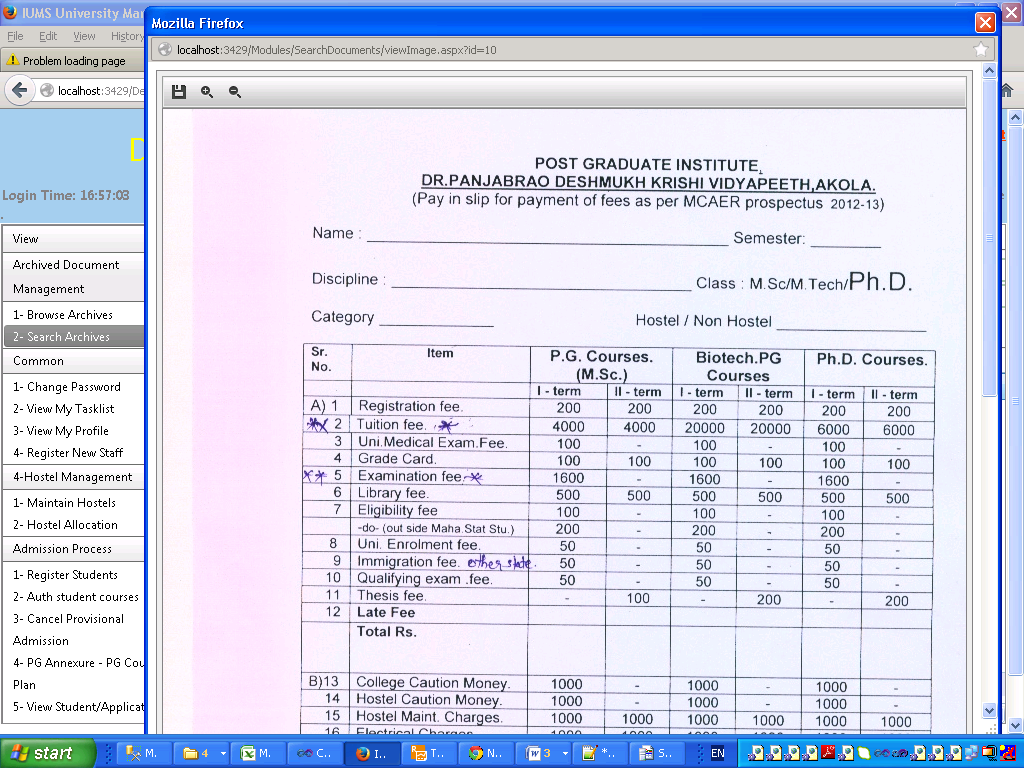 IUMS University Mar
Mozilla Firefox
File Edit View History
Problem loading page
localhost:3429/De
localhost:3429/Modules/SearchDocuments/viewImage.aspx?id=10
D
Login Time: 16:57:03
View
Archived Document
Management
1- Browse Archives
2- Search Archives
Common
1- Change Password
2- View My Tasklist
3- View My Profile
4- Register New Staff
4-Hostel Management
1- Maintain Hostels
2- Hostel Allocation
Admission Process
1- Register Students
2- Auth student courses
3- Cancel Provisional
Admission
4- PG Annexure - PG Cou
Plan
5- View Student/Applicat
POST GRADUATE INSTITUTE,
DR.PANJABRAO DESHMUKH KRISHI VIDYAPEETH,AKOLA.
(Pay in slip for payment of fees as per MCAER prospectus 2012-13)
Name : Semester:
Discipline : Class : M.Sc/M.Tech/Ph.D.
Category Hostel / Non Hostel
Sr. No. Item P.G. Courses. (M.Sc.) Biotech.PG Courses Ph.D. Courses.
I - term II - term I - term II - term I - term II - term
A) 1 Registration fee. 200 200 200 200 200 200
2 Tuition fee. 4000 4000 20000 20000 6000 6000
3 Uni.Medical Exam.Fee. 100 - 100 - 100 -
4 Grade Card. 100 100 100 100 100 100
5 Examination fee 1600 - 1600 - 1600 -
6 Library fee. 500 500 500 500 500 500
7 Eligibility fee 100 - 100 - 100 -
-do- (out side Maha.Stat Stu.) 200 - 200 - 200 -
8 Uni. Enrolment fee. 50 - 50 - 50 -
9 Immigration fee. other state. 50 - 50 - 50 -
10 Qualifying exam .fee. 50 - 50 - 50 -
11 Thesis fee. - 100 - 200 - 200
12 Late Fee
Total Rs.
B)13 College Caution Money. 1000 - 1000 - 1000 -
14 Hostel Caution Money. 1000 - 1000 - 1000 -
15 Hostel Maint. Charges. 1000 1000 1000 1000 1000 1000
16 Electrical Charges
start M. 4 M. C. I.. T.. N. 3 *. S. EN